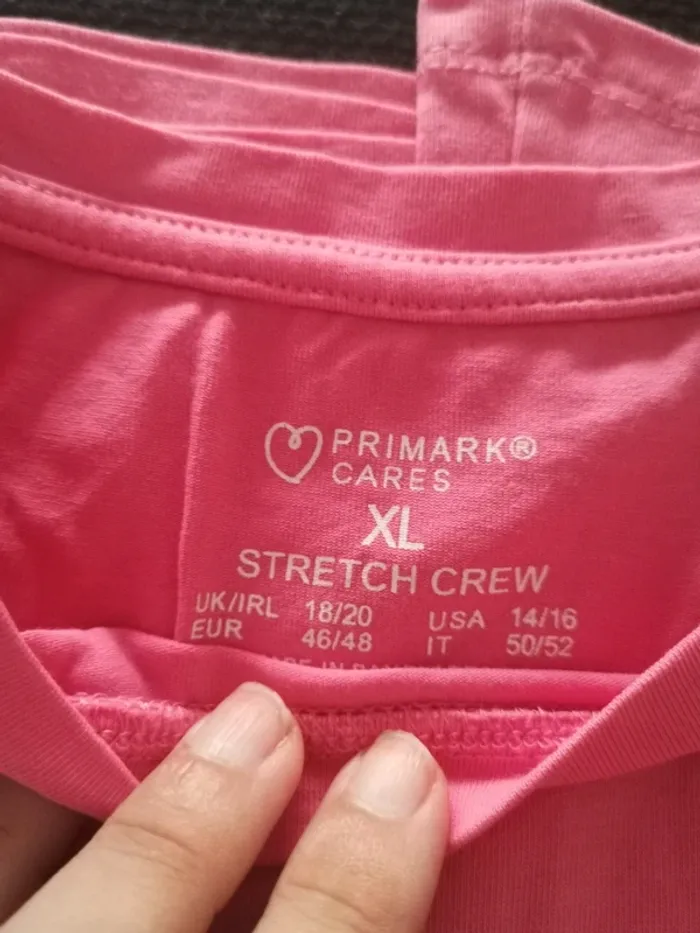 PRIMARK®
CARES
XL
STRETCH CREW
UK/IRL 18/20 USA 14/16
EUR 46/48 IT 50/52